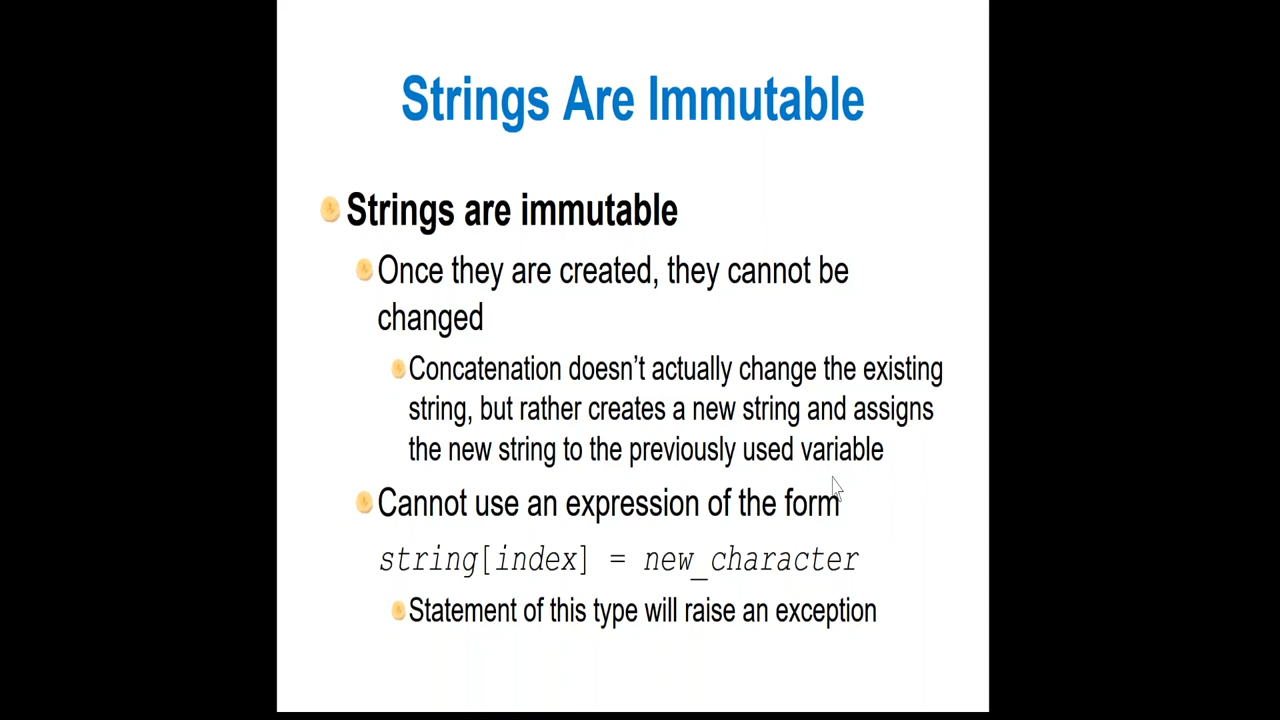 Strings Are Immutable
Strings are immutable
Once they are created, they cannot be
changed
Concatenation doesn’t actually change the existing
string, but rather creates a new string and assigns
the new string to the previously used variable
Cannot use an expression of the form
string[index] = new_character
Statement of this type will raise an exception